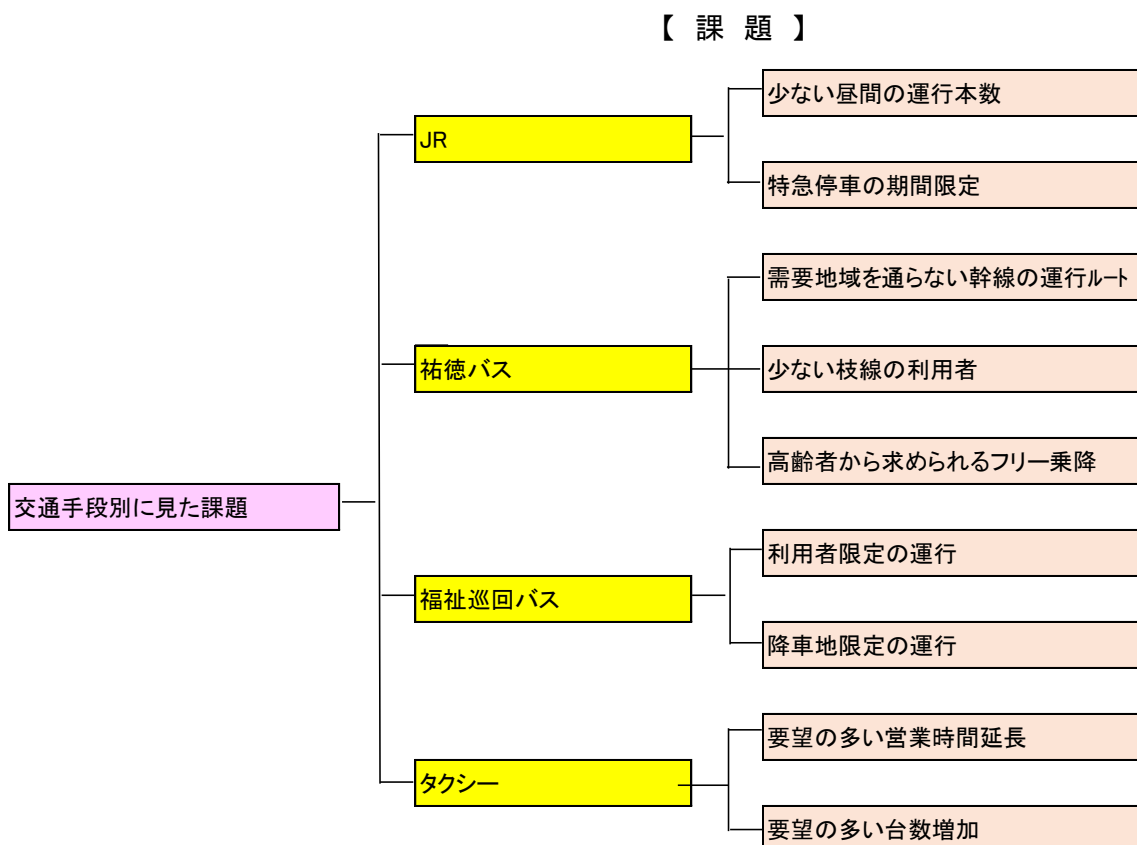 【 課 題 】
少ない昼間の運行本数
JR
特急停車の期間限定
需要地域を通らない幹線の運行ルート
祐徳バス
少ない枝線の利用者
高齢者から求められるフリー乗降
交通手段別に見た課題
利用者限定の運行
福祉巡回バス
降車地限定の運行
要望の多い営業時間延長
タクシー
要望の多い台数増加